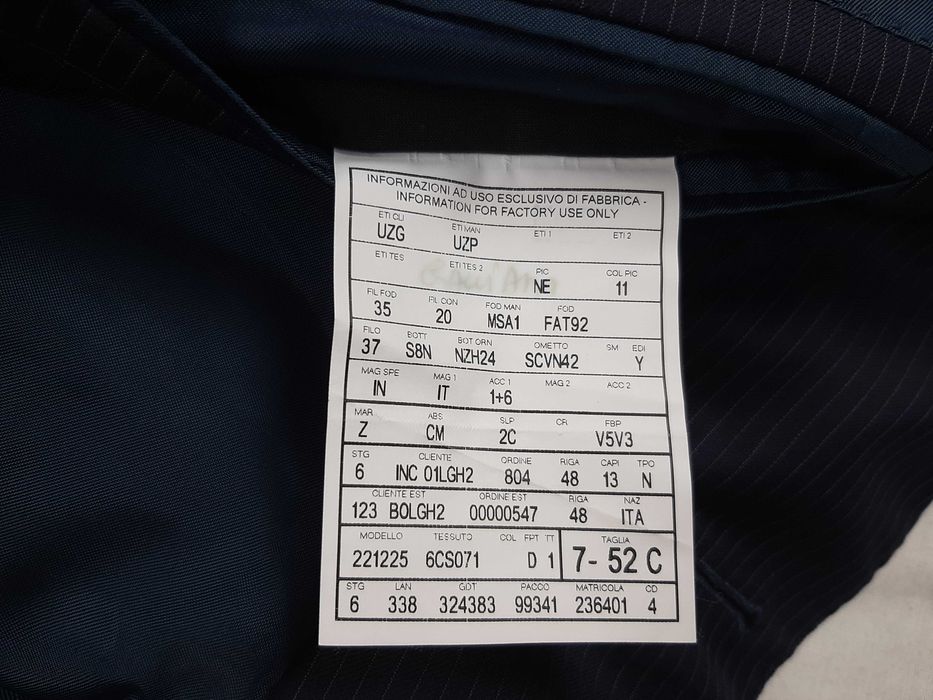 INFORMAZIONI AD USO ESCLUSIVO DI FABBRICA -
INFORMATION FOR FACTORY USE ONLY
ETI CLI ETI MAN ETI 1 ETI 2
UZG UZP
ETI TES ETI TES 2 PIC COL PIC
NE 11
FIL FOD FIL CON FOD MAN FOD
35 20 MSA1 FAT92
FILO BOTT BOT ORN OMETTO SM EDI
37 S8N NZH24 SCVN42 Y
MAG SPE MAG 1 ACC 1 MAG 2 ACC 2
IN IT 1+6
MAR ABS SLP CR FBP
Z CM 2C V5V3
STG CLIENTE ORDINE RIGA CAPI TPO
6 INC 01LGH2 804 48 13 N
CLIENTE EST ORDINE EST RIGA NAZ
123 BOLGH2 00000547 48 ITA
MODELLO TESSUTO COL FPT TT TAGLIA
221225 6CS071 D 1 7- 52 C
STG LAN GDT PACCO MATRICOLA CD
6 338 324383 99341 236401 4